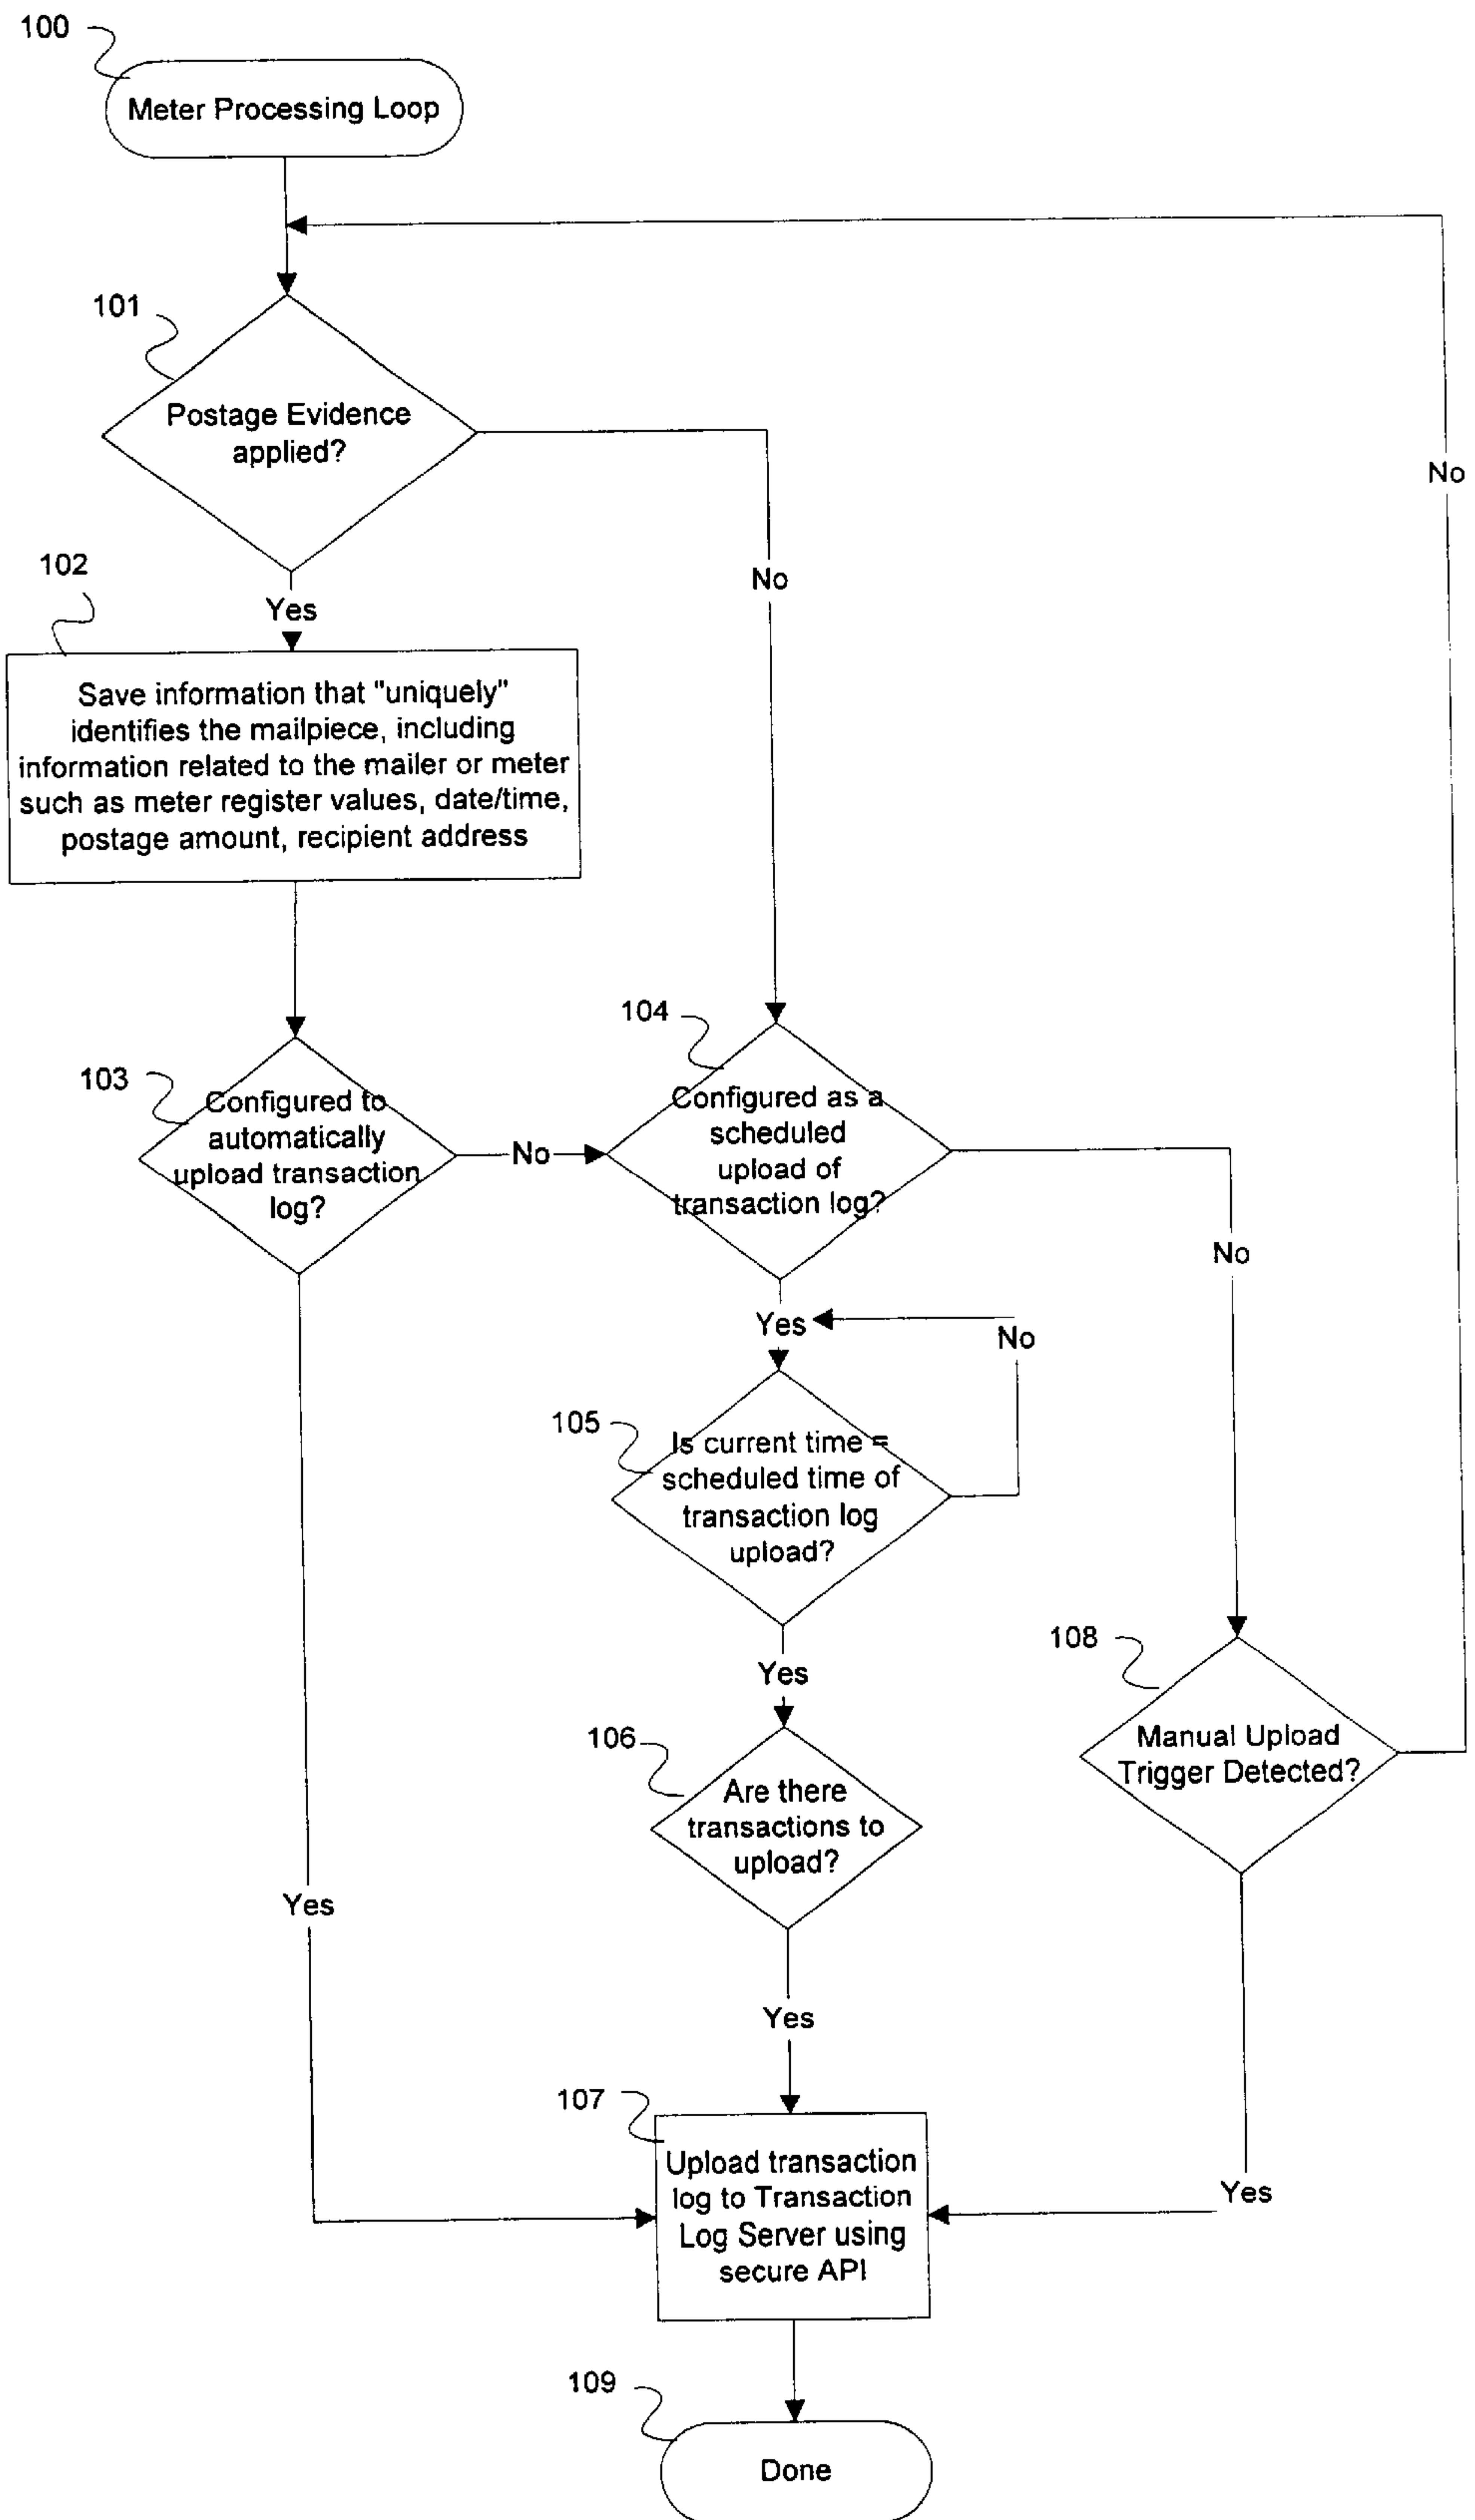 100
Meter Processing Loop
101
Postage Evidence
applied?
No
No
102
Yes
Save information that "uniquely"
identifies the mailpiece, including
information related to the mailer or meter
such as meter register values, date/time,
postage amount, recipient address
104
103
Configured to
automatically
upload transaction
log?
No
Configured as a
scheduled
upload of
transaction log?
No
Yes
No
105
Is current time =
scheduled time of
transaction log
upload?
Yes
108
Manual Upload
Trigger Detected?
106
Are there
transactions to
upload?
Yes
Yes
107
Upload transaction
log to Transaction
Log Server using
secure API
Yes
109
Done